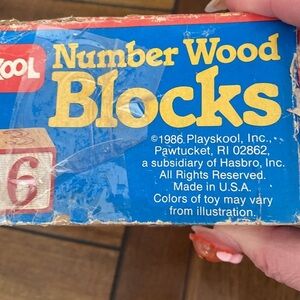 KOOL
Number Wood
Blocks
©1986 Playskool, Inc.,
Pawtucket, RI 02862,
a subsidiary of Hasbro, Inc.
All Rights Reserved.
Made in U.S.A.
Colors of toy may vary
from illustration.
6